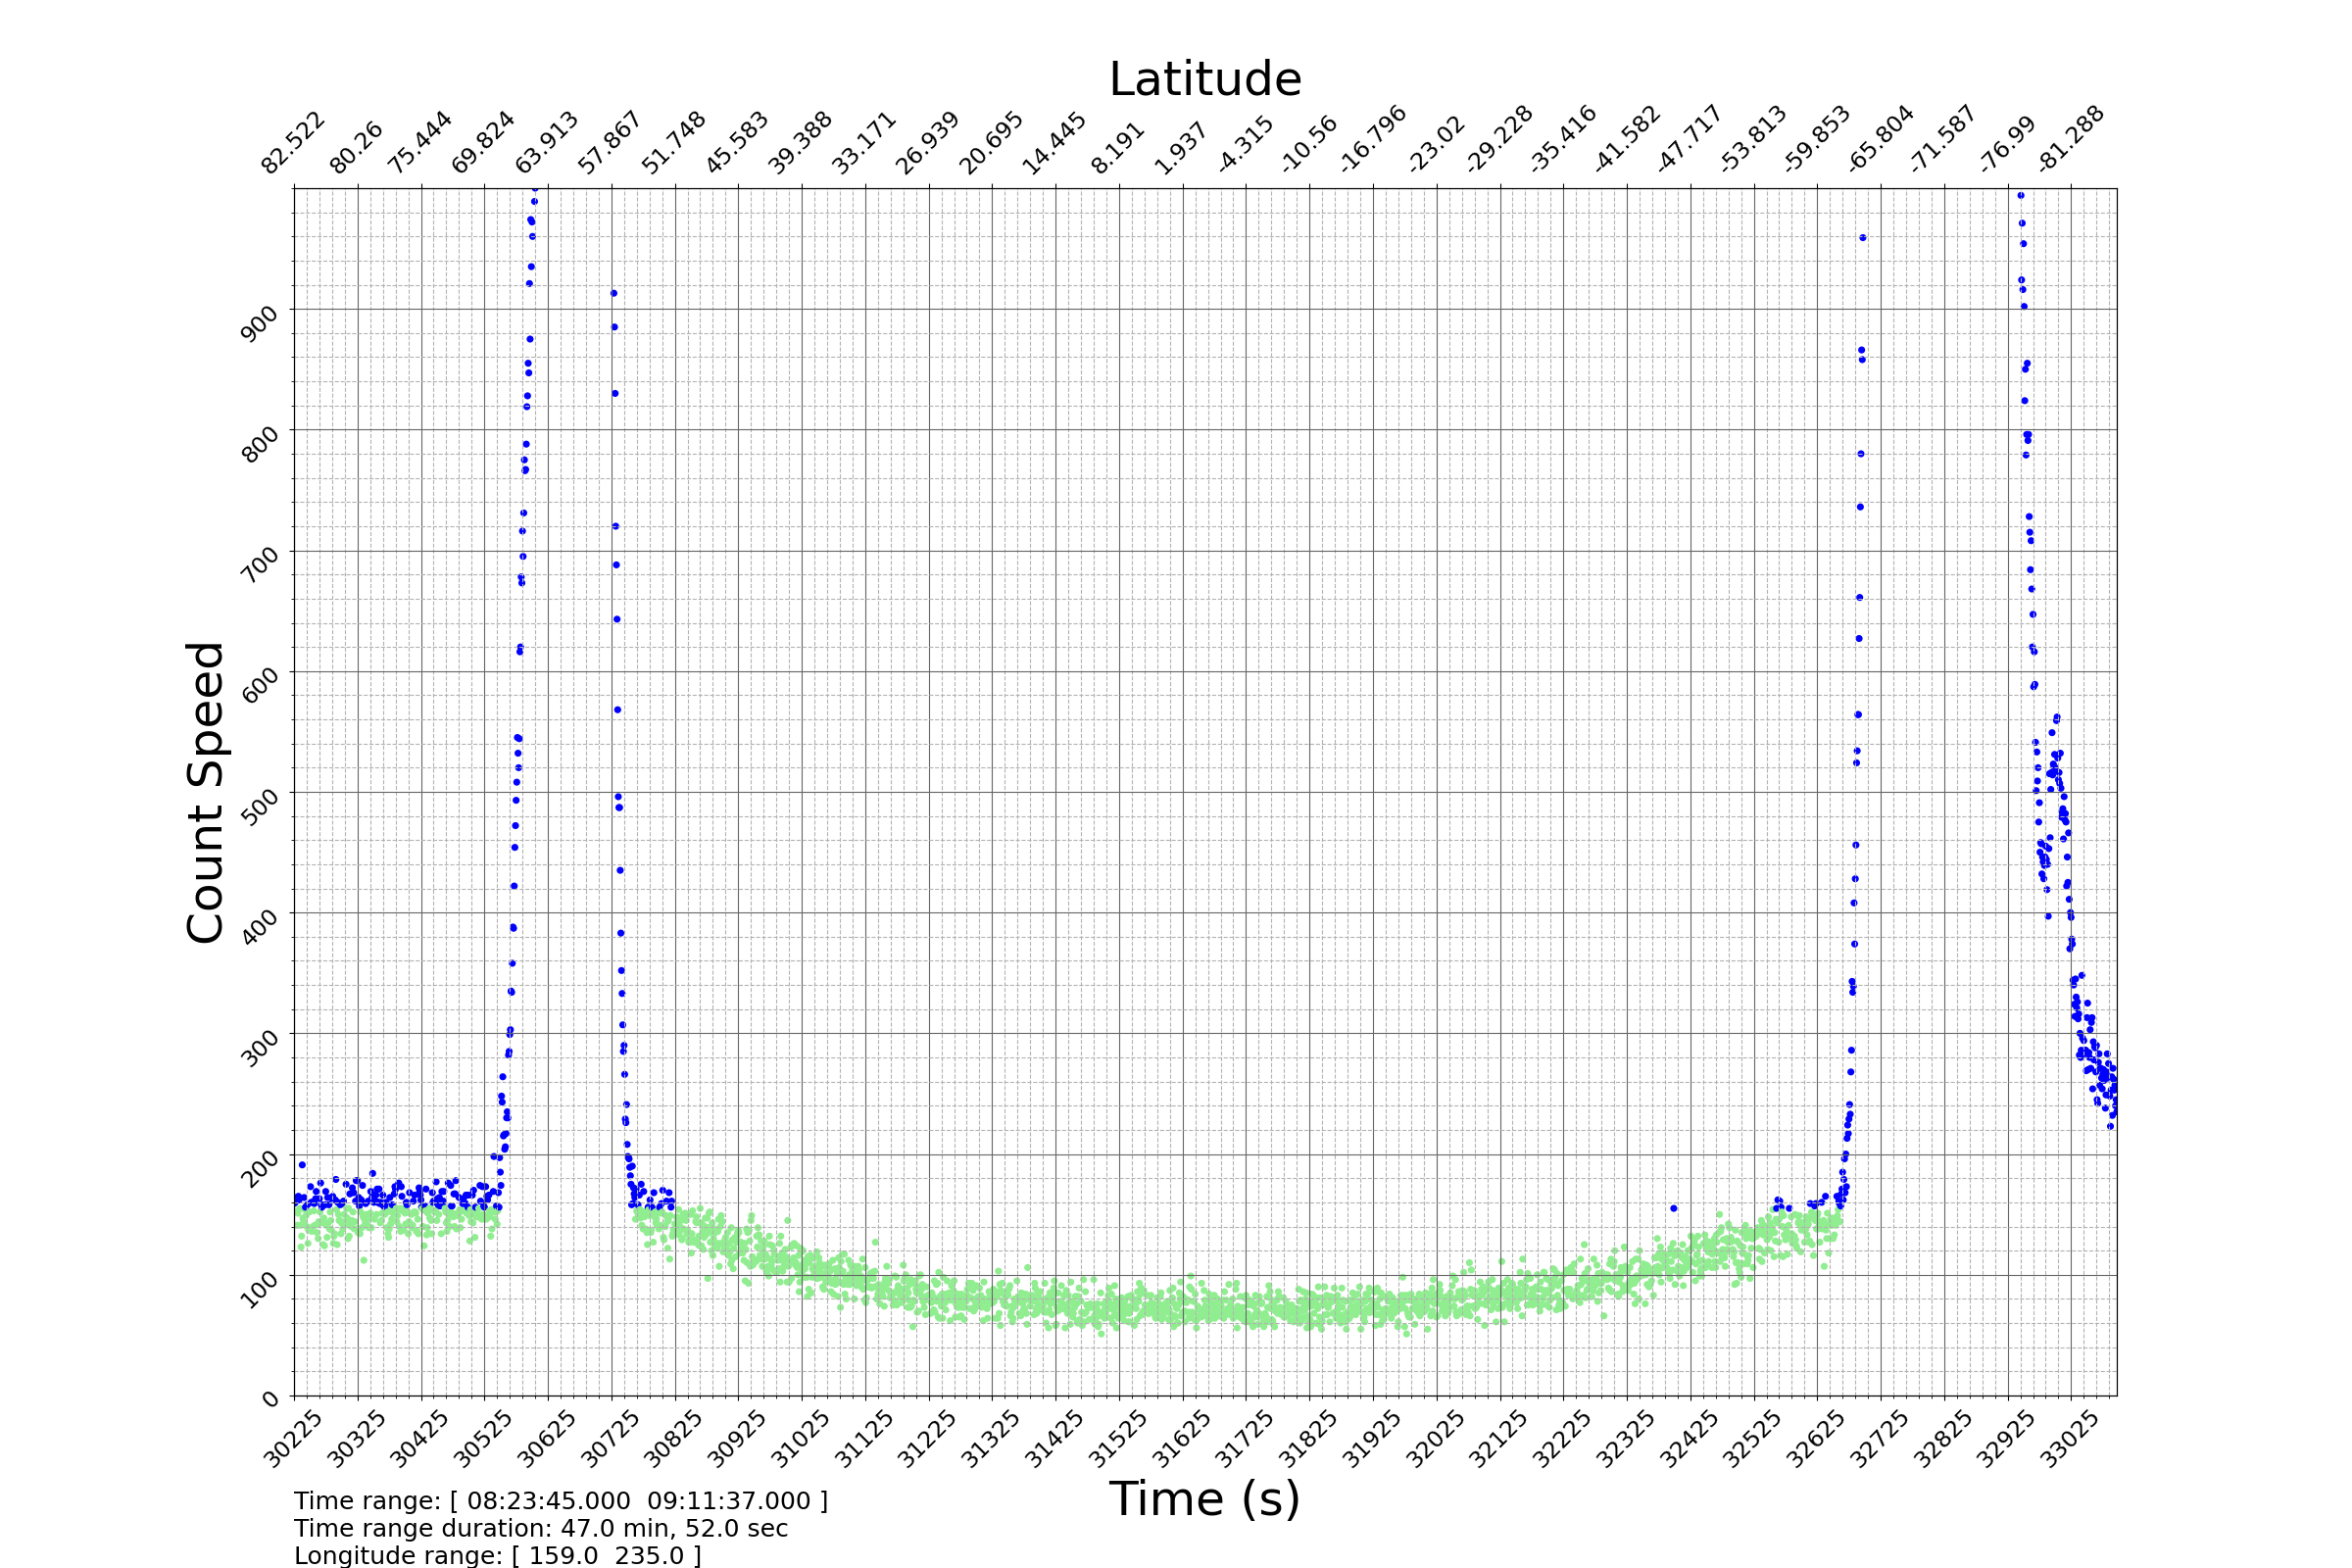 Latitude
82.522 80.26 75.444 69.824 63.913 57.867 51.748 45.583 39.388 33.171 26.939 20.695 14.445 8.191 1.937 -4.315 -10.56 -16.796 -23.02 -29.228 -35.416 -41.582 -47.717 -53.813 -59.853 -65.804 -71.587 -76.99 -81.288
900
800
700
600
500
400
300
200
100
0
Count Speed
30225 30325 30425 30525 30625 30725 30825 30925 31025 31125 31225 31325 31425 31525 31625 31725 31825 31925 32025 32125 32225 32325 32425 32525 32625 32725 32825 32925 33025
Time (s)
Time range: [ 08:23:45.000  09:11:37.000 ]
Time range duration: 47.0 min, 52.0 sec
Longitude range: [ 159.0  235.0 ]